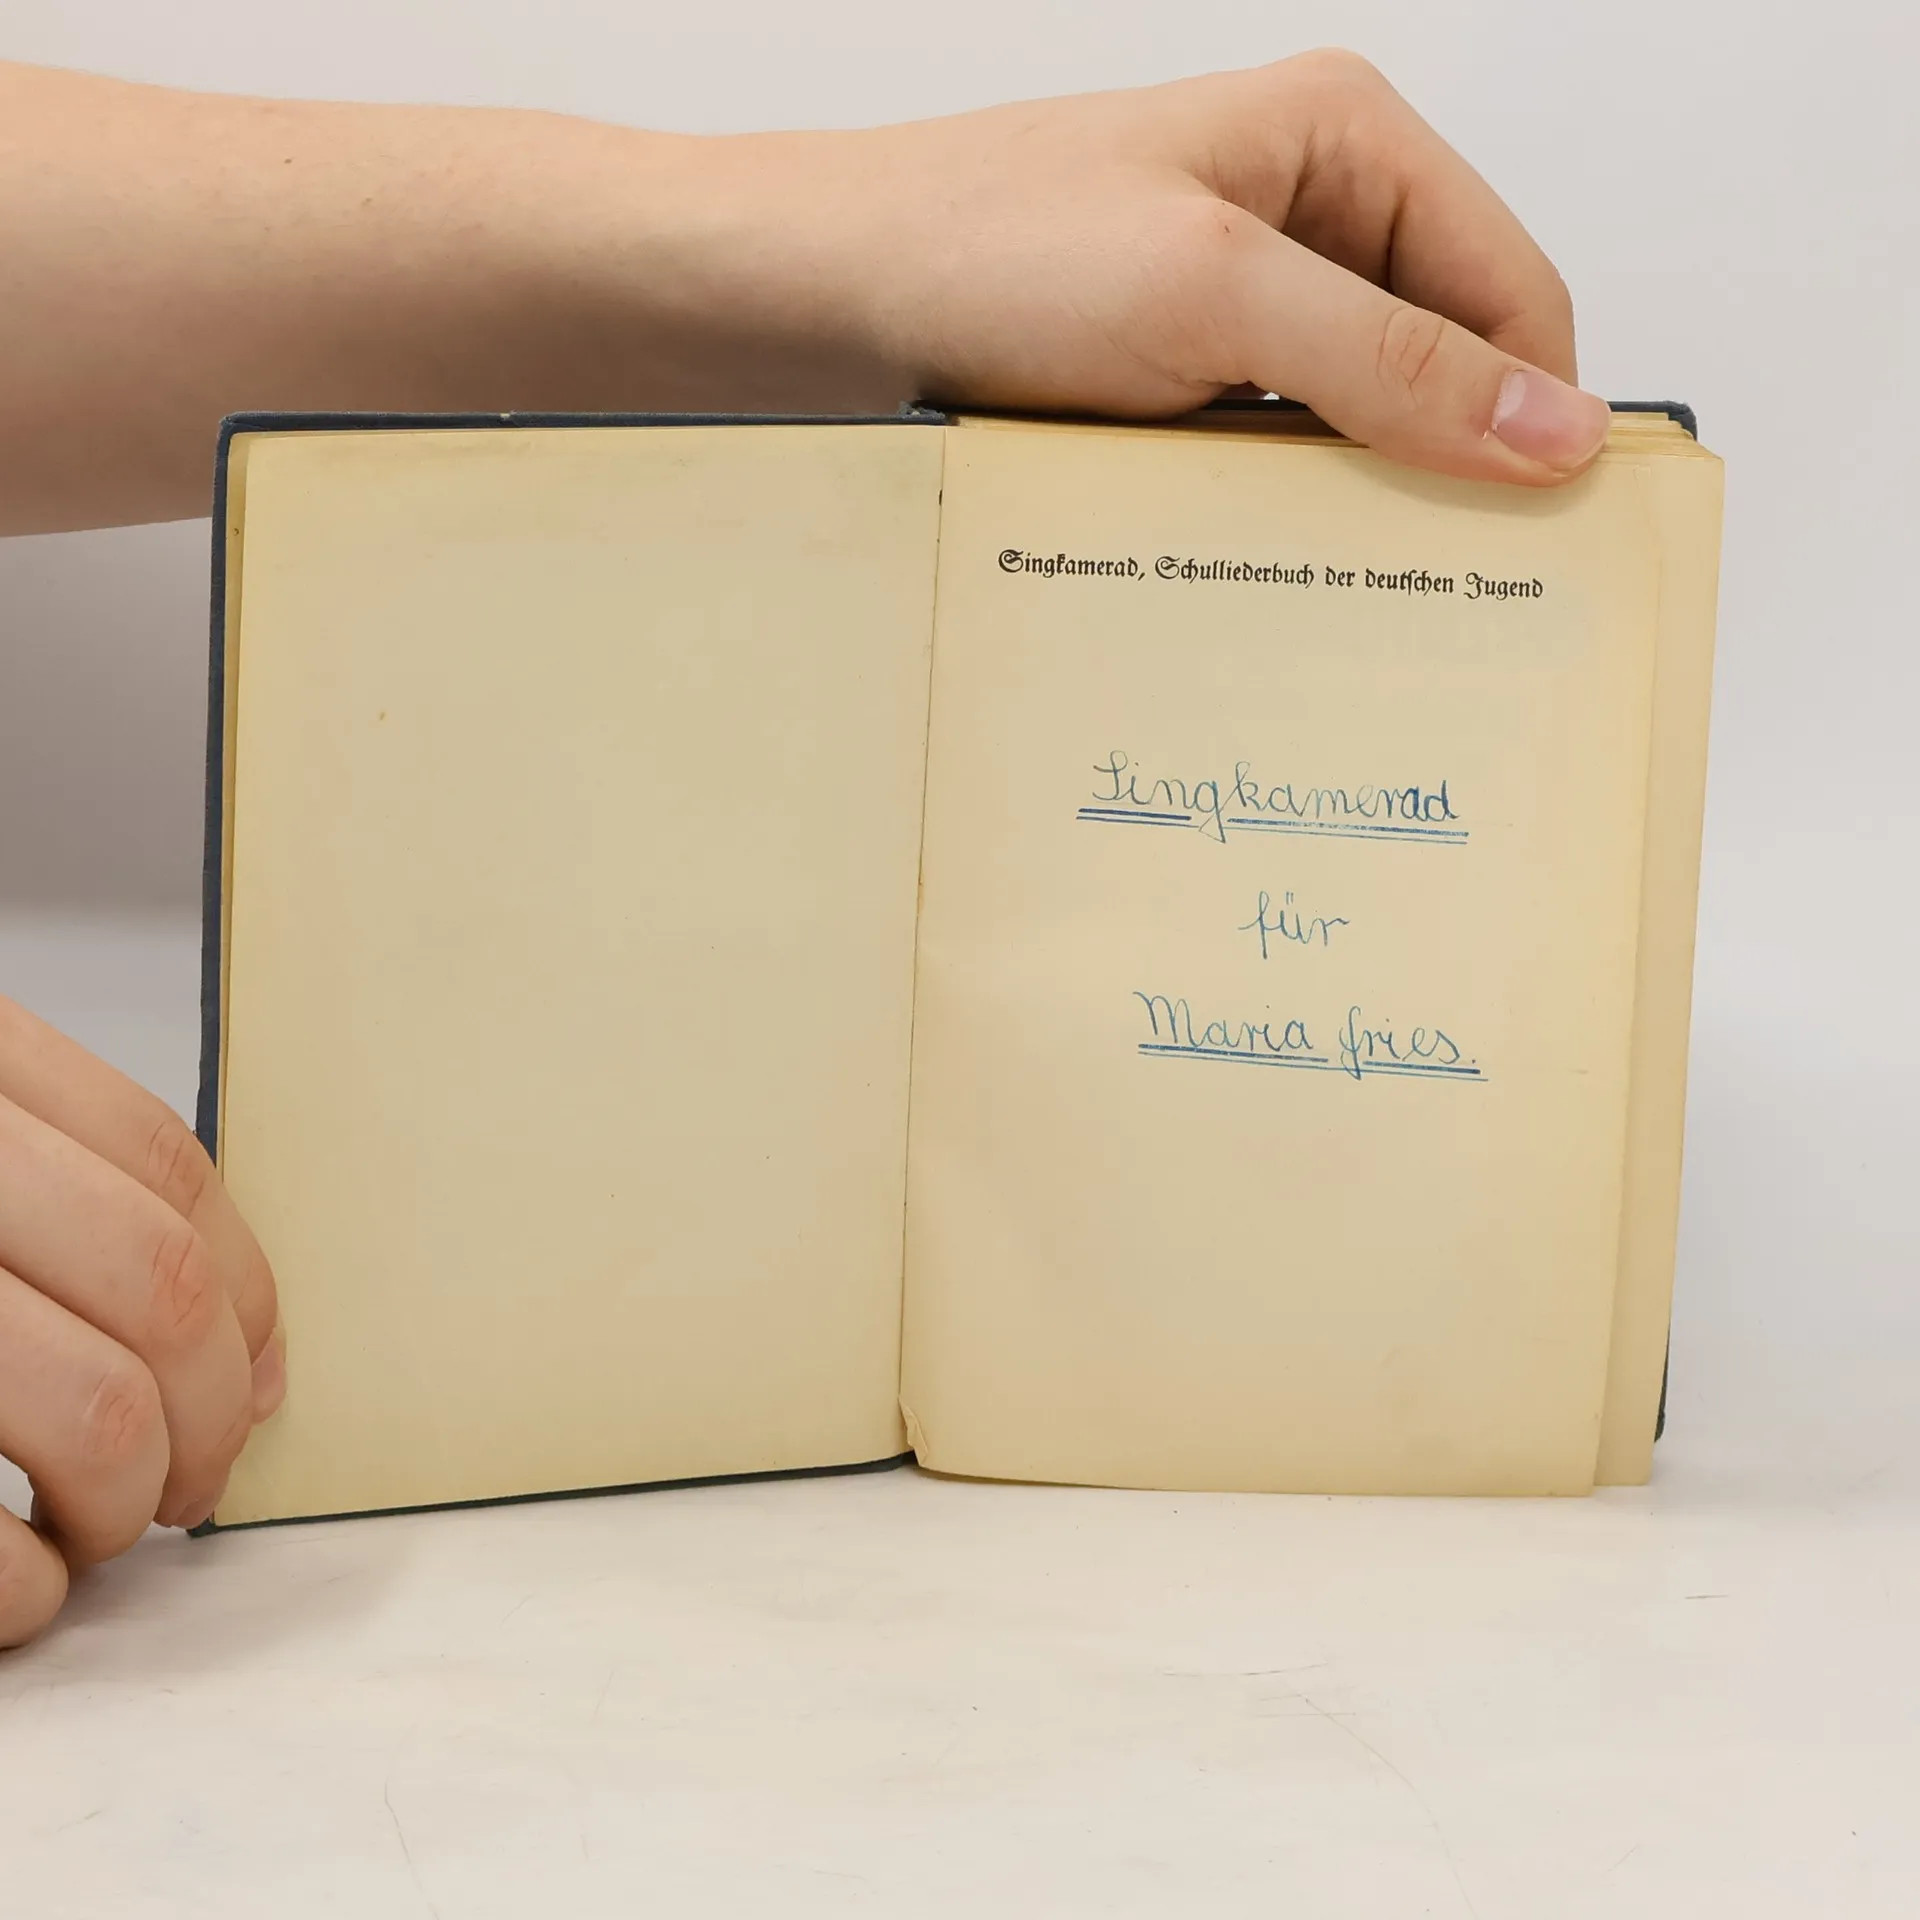 Singkamerad, Schulliederbuch der deutschen Jugend
Singkamerad
für
Maria Fries.